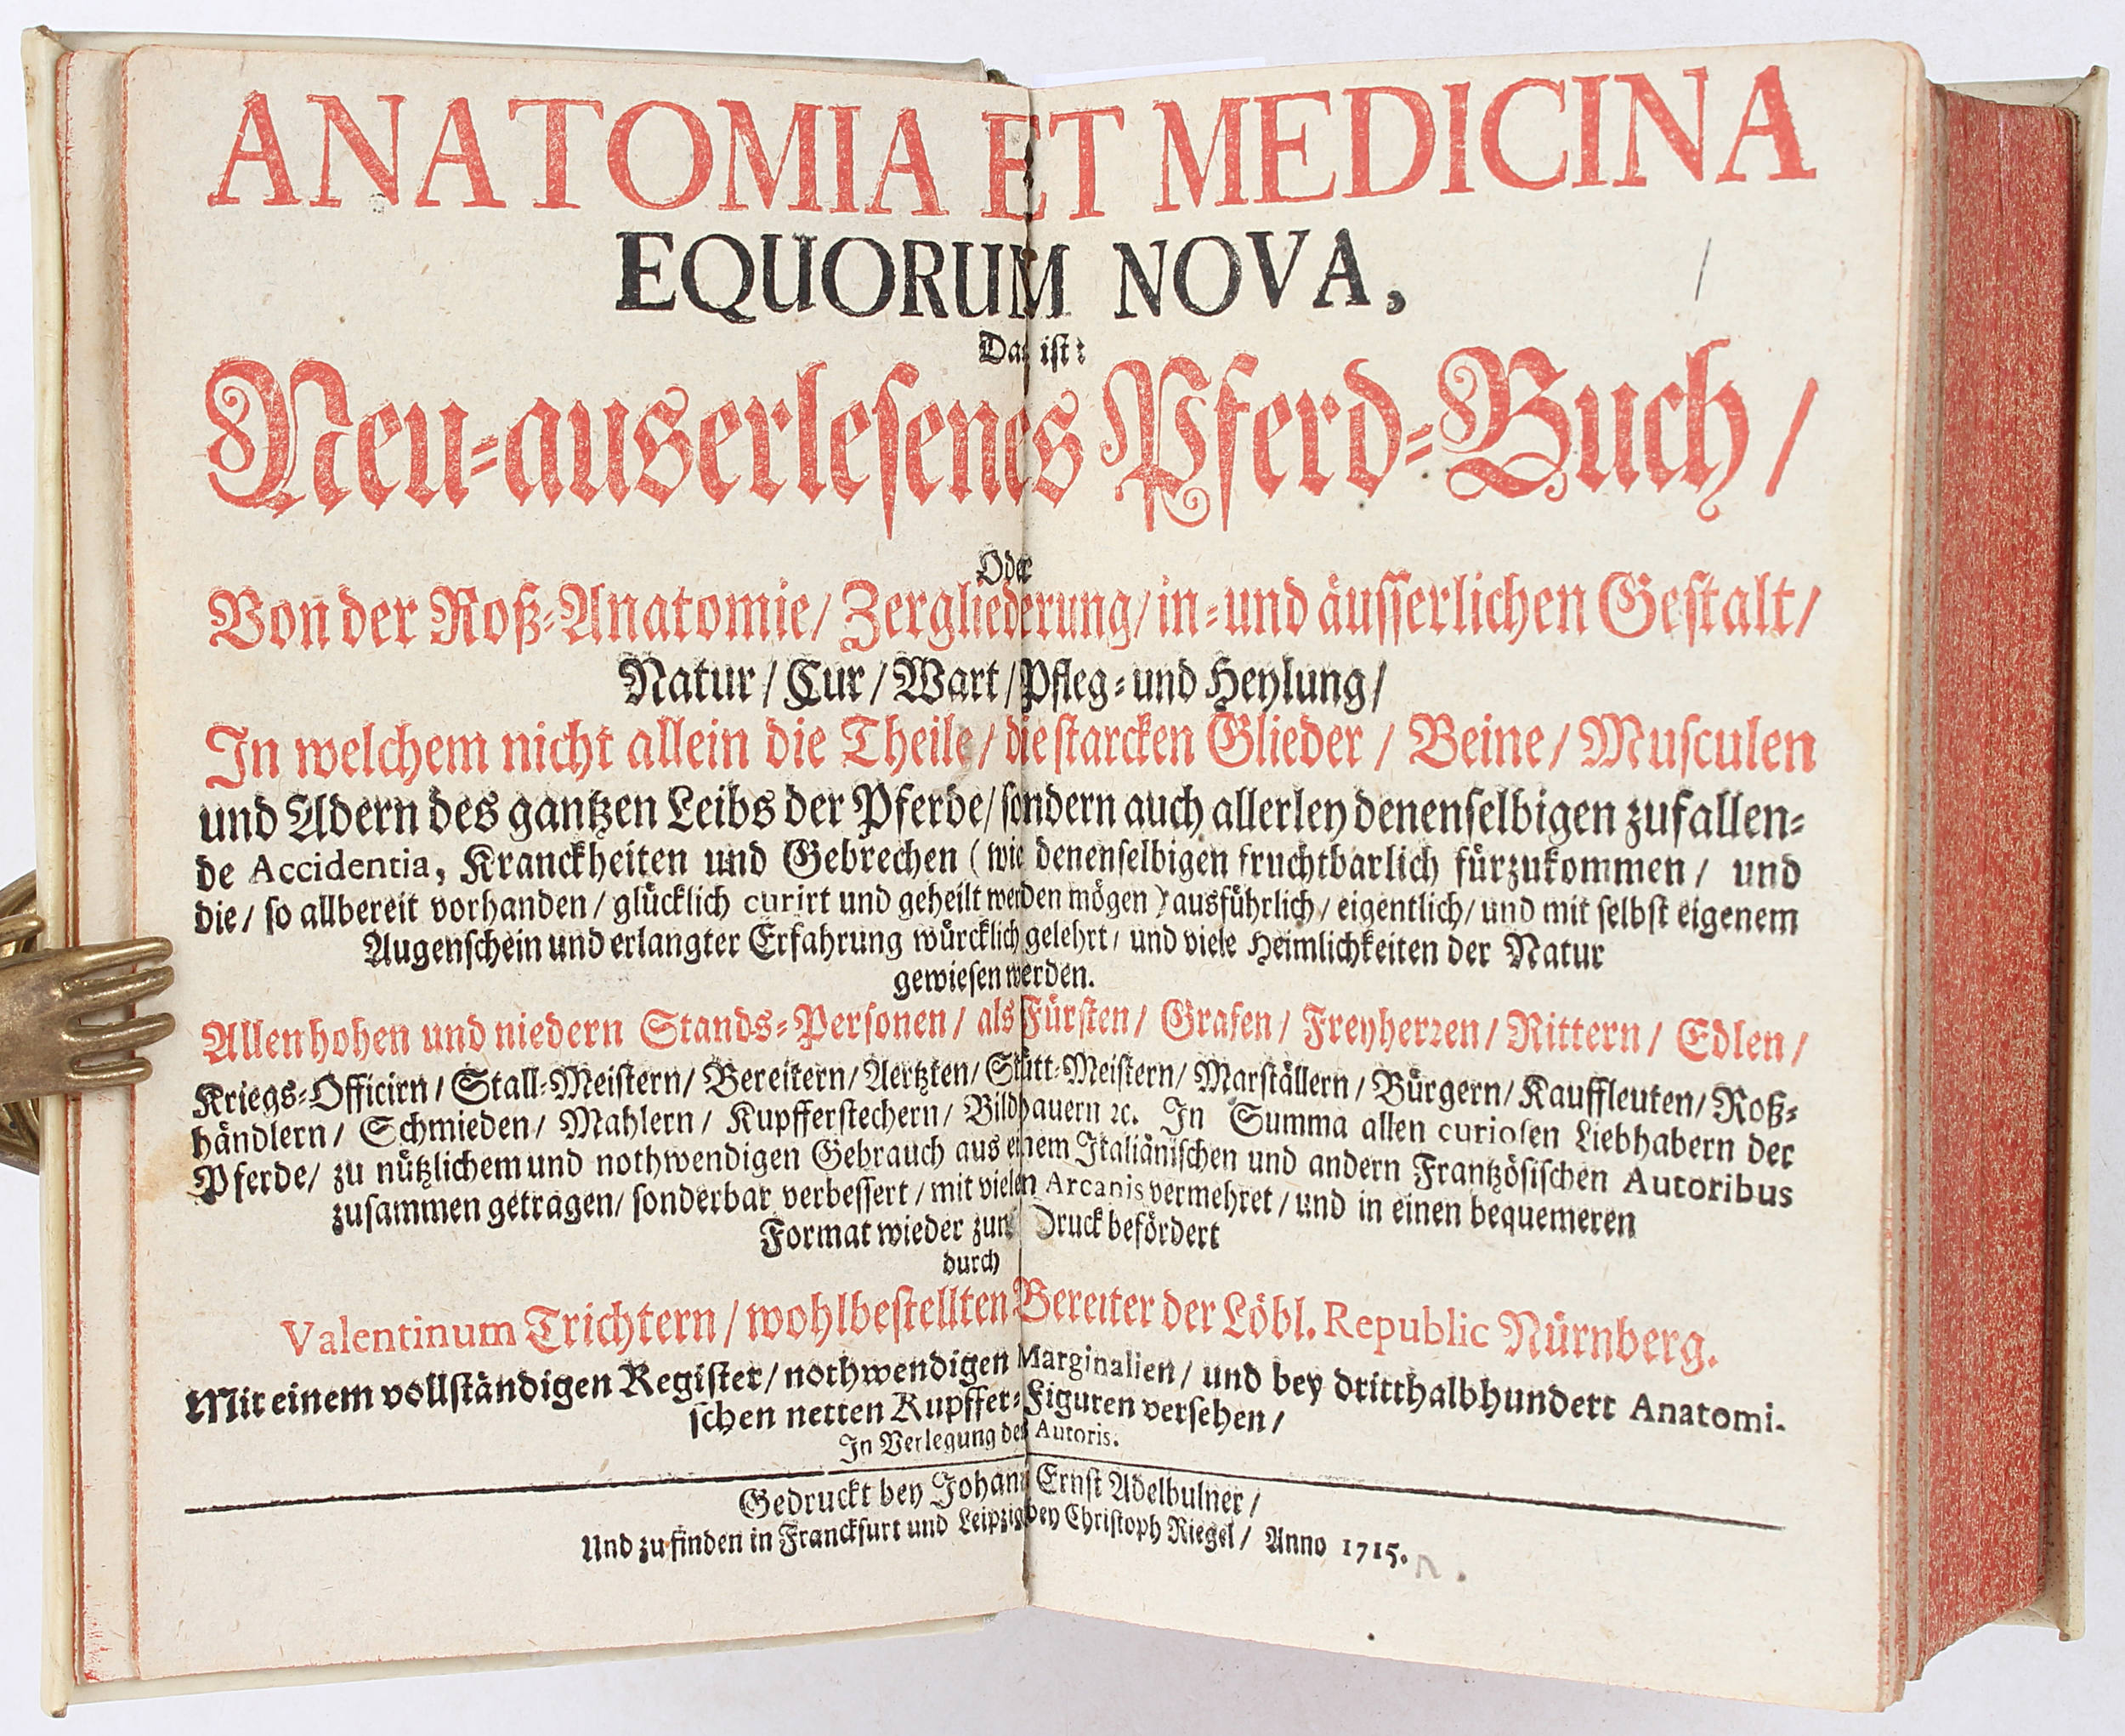 ANATOMIA ET MEDICINA
EQUORUM NOVA,
Das ist:
Neu-auserlesenes Pferd-Buch/
Oder
Von der Roß-Anatomie/ Zergliederung/ in- und äusserlichen Gestalt/
Natur/ Cur/ Wart/ Pfleg- und Heylung/
In welchem nicht allein die Theile/ die starcken Glieder/ Beine/ Musculen
und Adern des gantzen Leibs der Pferde/ sondern auch allerley denenselbigen zufallen-
de Accidentia, Kranckheiten und Gebrechen (wie denenselbigen fruchtbarlich fürzukommen/ und
die/ so allbereit vorhanden/ glücklich curirt und geheilt werden mögen) ausführlich/ eigentlich/ und mit selbst eigenem
Augenschein und erlangter Erfahrung würcklich gelehrt/ und viele Heimlichkeiten der Natur
gewiesen werden.
Allen hohen und niedern Stands-Personen/ als Fürsten/ Grafen/ Freyherren/ Rittern/ Edlen/
Kriegs-Officirn/ Stall-Meistern/ Bereitern/ Aertzten/ Stutt-Meistern/ Marställern/ Bürgern/ Kauffleuten/ Roß-
händlern/ Schmieden/ Mahlern/ Kupfferstechern/ Bildhauern ꝛc. In Summa allen curiosen Liebhabern der
Pferde/ zu nützlichem und nothwendigen Gebrauch aus einem Italiänischen und andern Frantzösischen Autoribus
zusammen getragen/ sonderbar verbessert/ mit vielen Arcanis vermehret/ und in einen bequemeren
Format wieder zum Druck befördert
durch
Valentinum Trichtern/ wohlbestellten Bereiter der Löbl. Republic Nürnberg.
Mit einem vollständigen Register/ nothwendigen Marginalien/ und bey dritthalbhundert Anatomi-
schen netten Kupffer-Figuren versehen/
In Verlegung des Autoris.
Gedruckt bey Johann Ernst Adelbulner/
Und zu finden in Franckfurt und Leipzig bey Christoph Riegel/ Anno 1715.